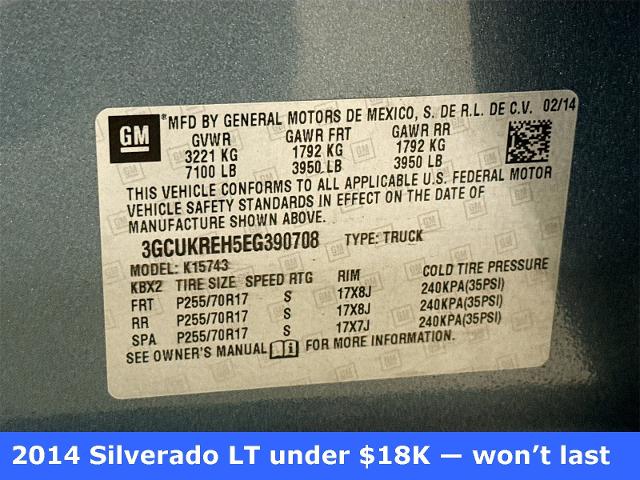 GM ®MFD BY GENERAL MOTORS DE MEXICO, S. DE R.L. DE C.V. 02/14
GVWR GAWR FRT GAWR RR
3221 KG 1792 KG 1792 KG
7100 LB 3950 LB 3950 LB
THIS VEHICLE CONFORMS TO ALL APPLICABLE U.S. FEDERAL MOTOR
VEHICLE SAFETY STANDARDS IN EFFECT ON THE DATE OF
MANUFACTURE SHOWN ABOVE.
3GCUKREH5EG390708 TYPE: TRUCK
MODEL: K15743
KBX2 TIRE SIZE SPEED RTG RIM COLD TIRE PRESSURE
FRT P255/70R17 S 17X8J 240KPA(35PSI)
RR P255/70R17 S 17X8J 240KPA(35PSI)
SPA P255/70R17 S 17X7J 240KPA(35PSI)
SEE OWNER'S MANUAL FOR MORE INFORMATION.
2014 Silverado LT under $18K — won’t last